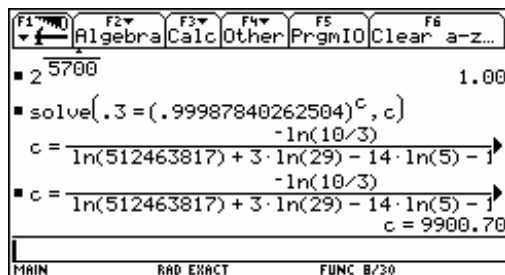 F1 F2 F3 F4 F5 F6
Algebra Calc Other PrgmIO Clear a-z…
2 5700
1.00
solve(.3=(.99987840262504)^c,c)
-ln(10/3)
c=
ln(512463817)+3·ln(29)-14·ln(5)-1
-ln(10/3)
c=
ln(512463817)+3·ln(29)-14·ln(5)-1
c=9900.70
MAIN RAD EXACT FUNC 8/30